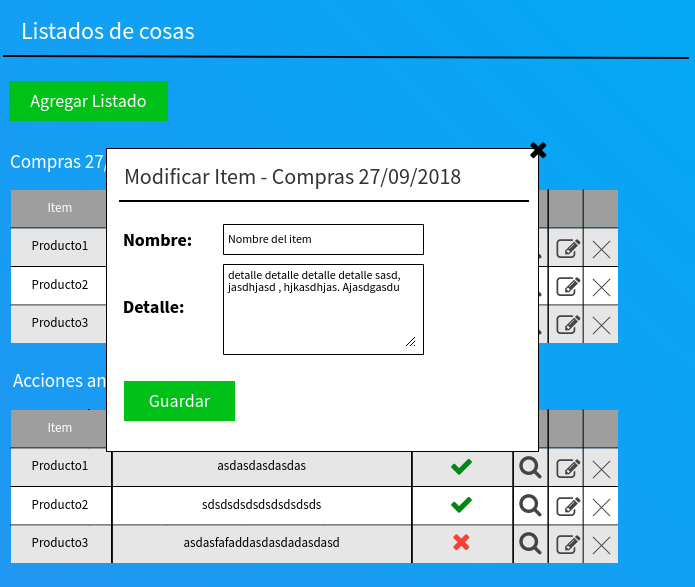 Listados de cosas
Agregar Listado
Compras 27/
Modificar Item - Compras 27/09/2018
Item
Nombre:
Nombre del item
Producto1
Producto2
Producto3
Detalle:
detalle detalle detalle detalle sasd,
jasdhjasd , hjkasdhjas. Ajasdgasdu
Guardar
Acciones an
Item
Producto1 asdasdasdasdas
Producto2 sdsdsdsdsdsdsdsdsds
Producto3 asdasfafaddasdasdadasdasd